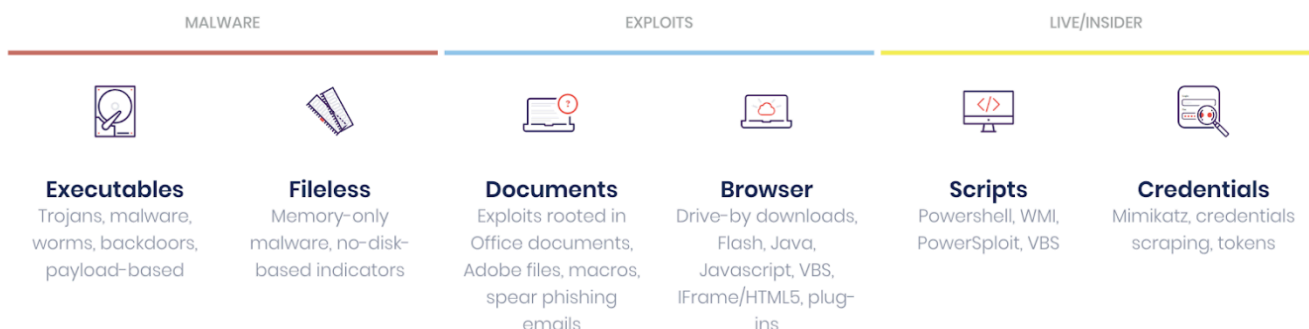 MALWARE
EXPLOITS
LIVE/INSIDER
?
</>
Executables
Trojans, malware,
worms, backdoors,
payload-based
Fileless
Memory-only
malware, no-disk-
based indicators
Documents
Exploits rooted in
Office documents,
Adobe files, macros,
spear phishing
emails
Browser
Drive-by downloads,
Flash, Java,
Javascript, VBS,
IFrame/HTML5, plug-
ins
Scripts
Powershell, WMI,
PowerSploit, VBS
Credentials
Mimikatz, credentials
scraping, tokens